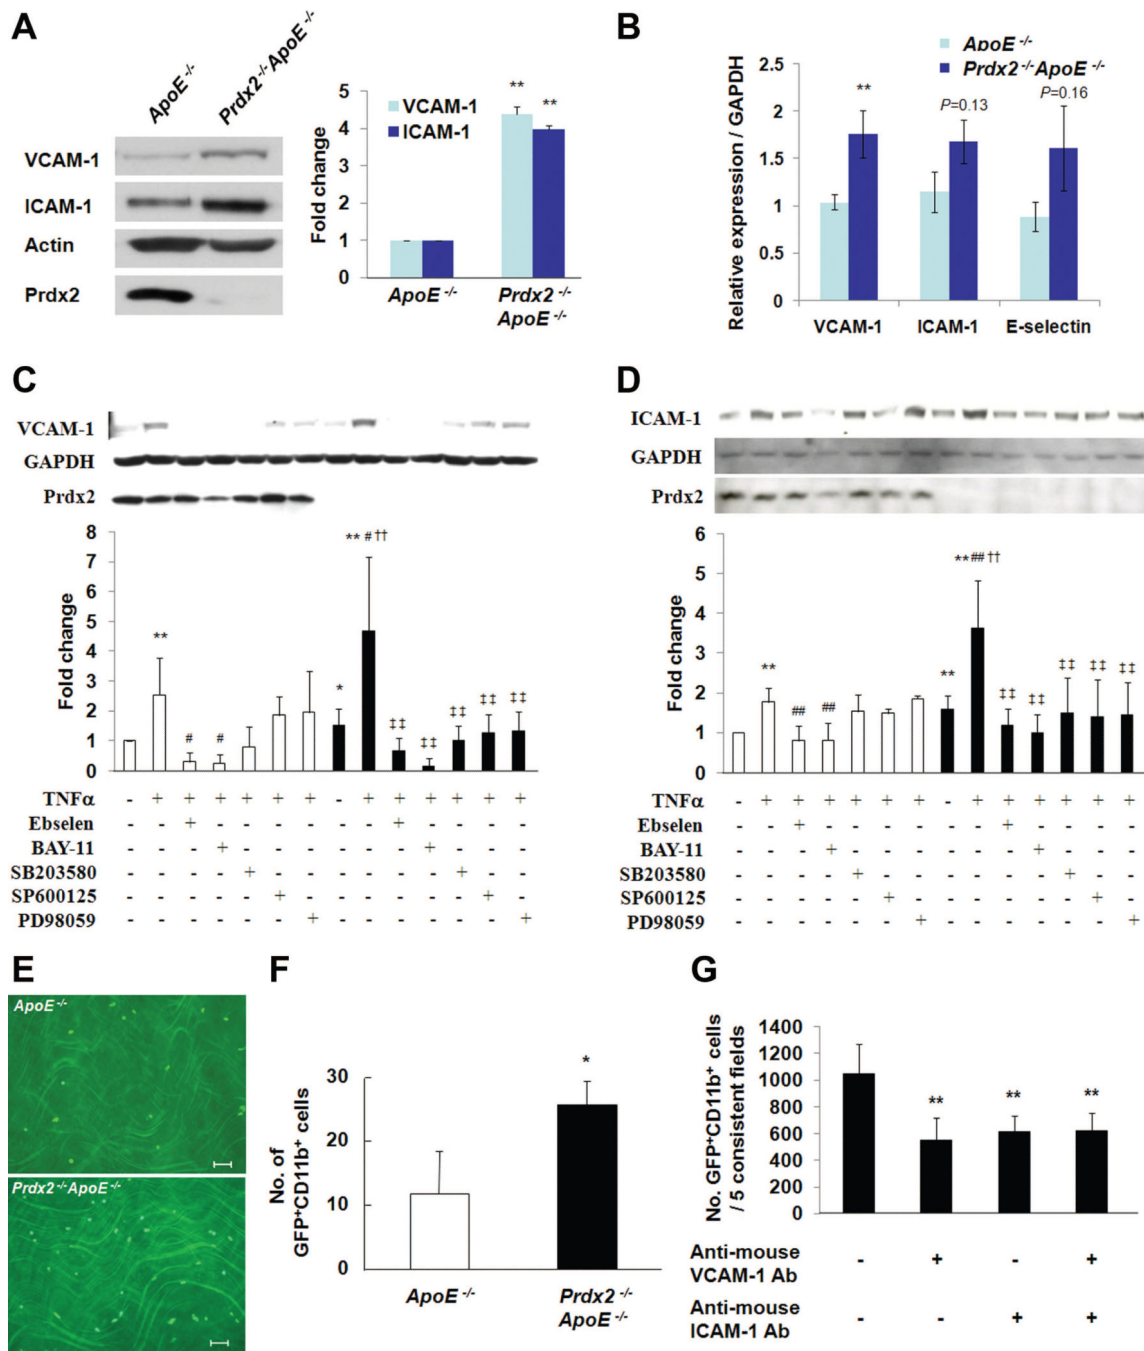 A
ApoE -/-
Prdx2 -/- ApoE -/-
VCAM-1
ICAM-1
Actin
Prdx2
Fold change
5
4
3
2
1
0
VCAM-1
ICAM-1
**
**
ApoE -/-
Prdx2 -/-
ApoE -/-
B
ApoE -/-
Prdx2 -/- ApoE -/-
Relative expression / GAPDH
2.5
2
1.5
1
0.5
0
**
P=0.13
P=0.16
VCAM-1
ICAM-1
E-selectin
C
VCAM-1
GAPDH
Prdx2
Fold change
8
7
6
5
4
3
2
1
0
** # # * ** # †† ‡‡ ‡‡ ‡‡ ‡‡ ‡‡
TNFα - + + + + + + - + + + + + +
Ebselen - - + - - - - - - + - - - -
BAY-11 - - - + - - - - - - + - - -
SB203580 - - - - + - - - - - - + - -
SP600125 - - - - - + - - - - - - + -
PD98059 - - - - - - + - - - - - - +
D
ICAM-1
GAPDH
Prdx2
Fold change
6
5
4
3
2
1
0
** ## ## ** ** ## †† ‡‡ ‡‡ ‡‡ ‡‡ ‡‡
TNFα - + + + + + + - + + + + + +
Ebselen - - + - - - - - - + - - - -
BAY-11 - - - + - - - - - - + - - -
SB203580 - - - - + - - - - - - + - -
SP600125 - - - - - + - - - - - - + -
PD98059 - - - - - - + - - - - - - +
E
ApoE -/-
Prdx2 -/- ApoE -/-
F
No. of
GFP+CD11b+ cells
30
20
10
0
*
ApoE -/-
Prdx2 -/-
ApoE -/-
G
No. GFP+CD11b+ cells
/ 5 consistent fields
1400
1200
1000
800
600
400
200
0
** ** **
Anti-mouse
VCAM-1 Ab - + - +
Anti-mouse
ICAM-1 Ab - - + +